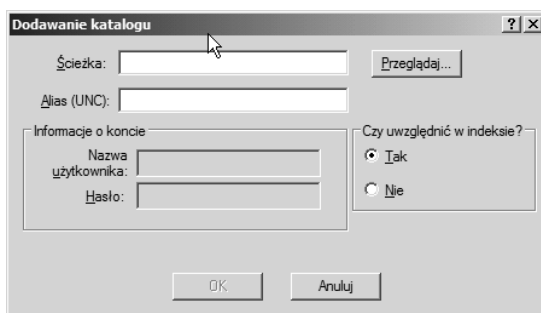 Dodawanie katalogu
Ścieżka:
Przeglądaj...
Alias (UNC):
Informacje o koncie
Nazwa
użytkownika:
Hasło:
Czy uwzględnić w indeksie?
Tak
Nie
OK
Anuluj